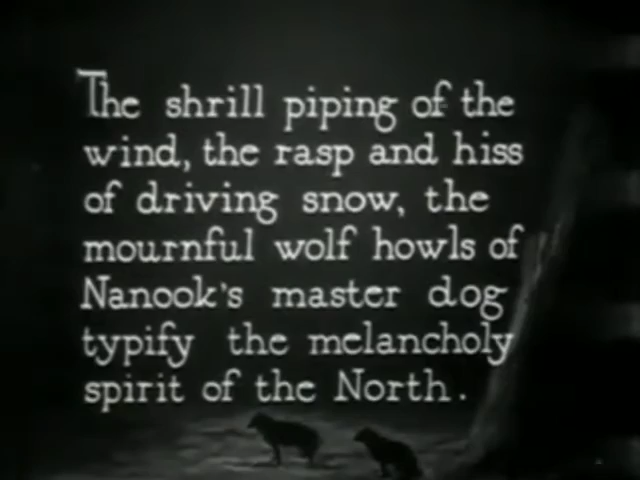 The shrill piping of the
wind, the rasp and hiss
of driving snow, the
mournful wolf howls of
Nanook's master dog
typify the melancholy
spirit of the North.